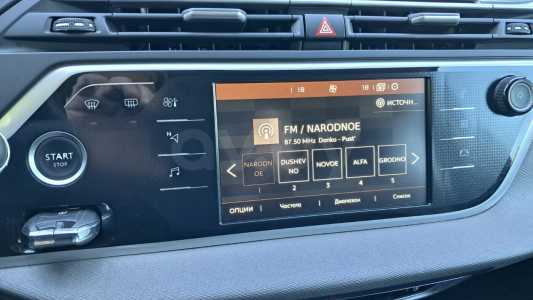 18
18
ИСТОЧН...
FM / NARODNOE
87.50 MHz Danko - Pust'
NARODN
OE
DUSHEV
NO
NOVOE
ALFA
GRODNO
1 2 3 4 5
ОПЦИИ Частота Диапазон Список
START
STOP
N